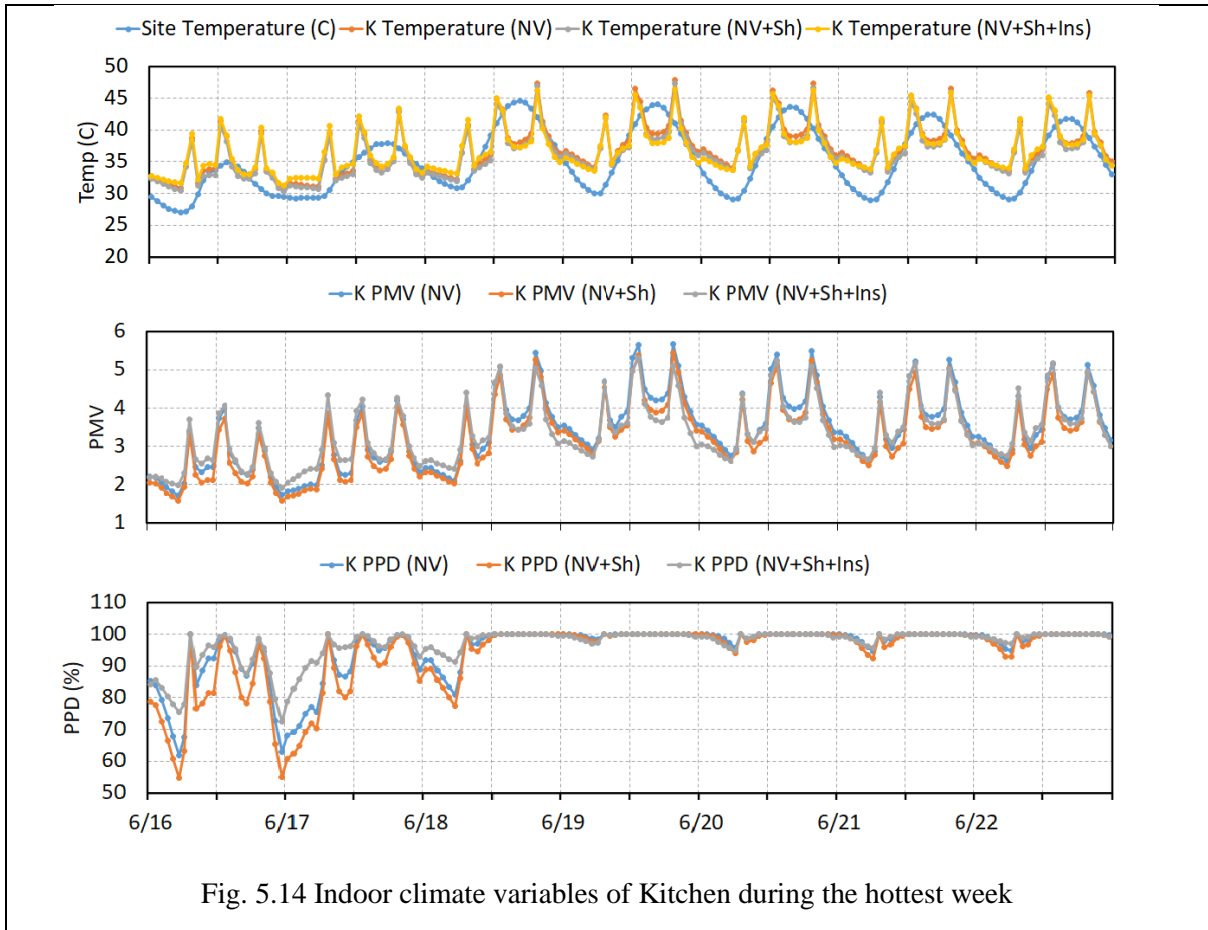 Site Temperature (C) K Temperature (NV) K Temperature (NV+Sh) K Temperature (NV+Sh+Ins)
50
45
40
35
30
25
20
Temp (C)
K PMV (NV) K PMV (NV+Sh) K PMV (NV+Sh+Ins)
6
5
4
3
2
1
PMV
K PPD (NV) K PPD (NV+Sh) K PPD (NV+Sh+Ins)
110
100
90
80
70
60
50
PPD (%)
6/16 6/17 6/18 6/19 6/20 6/21 6/22
Fig. 5.14 Indoor climate variables of Kitchen during the hottest week